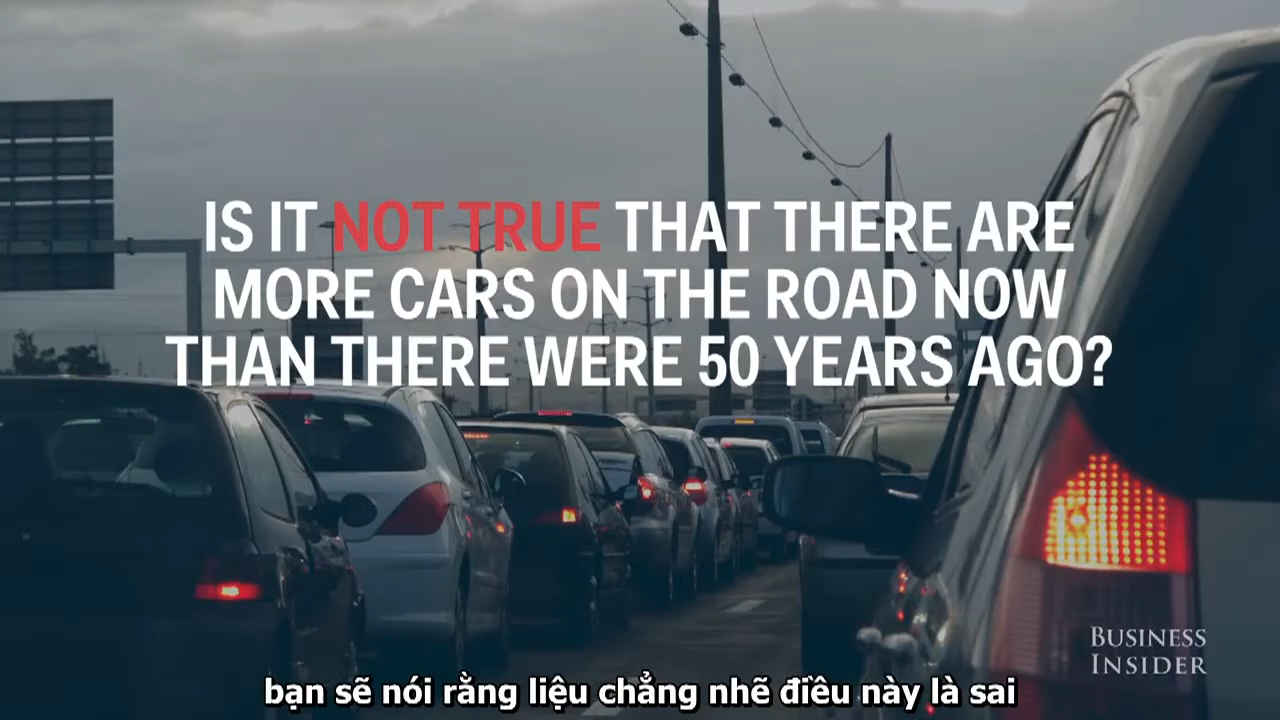 IS IT NOT TRUE THAT THERE ARE
MORE CARS ON THE ROAD NOW
THAN THERE WERE 50 YEARS AGO?
BUSINESS
INSIDER
bạn sẽ nói rằng liệu chẳng nhẽ điều này là sai